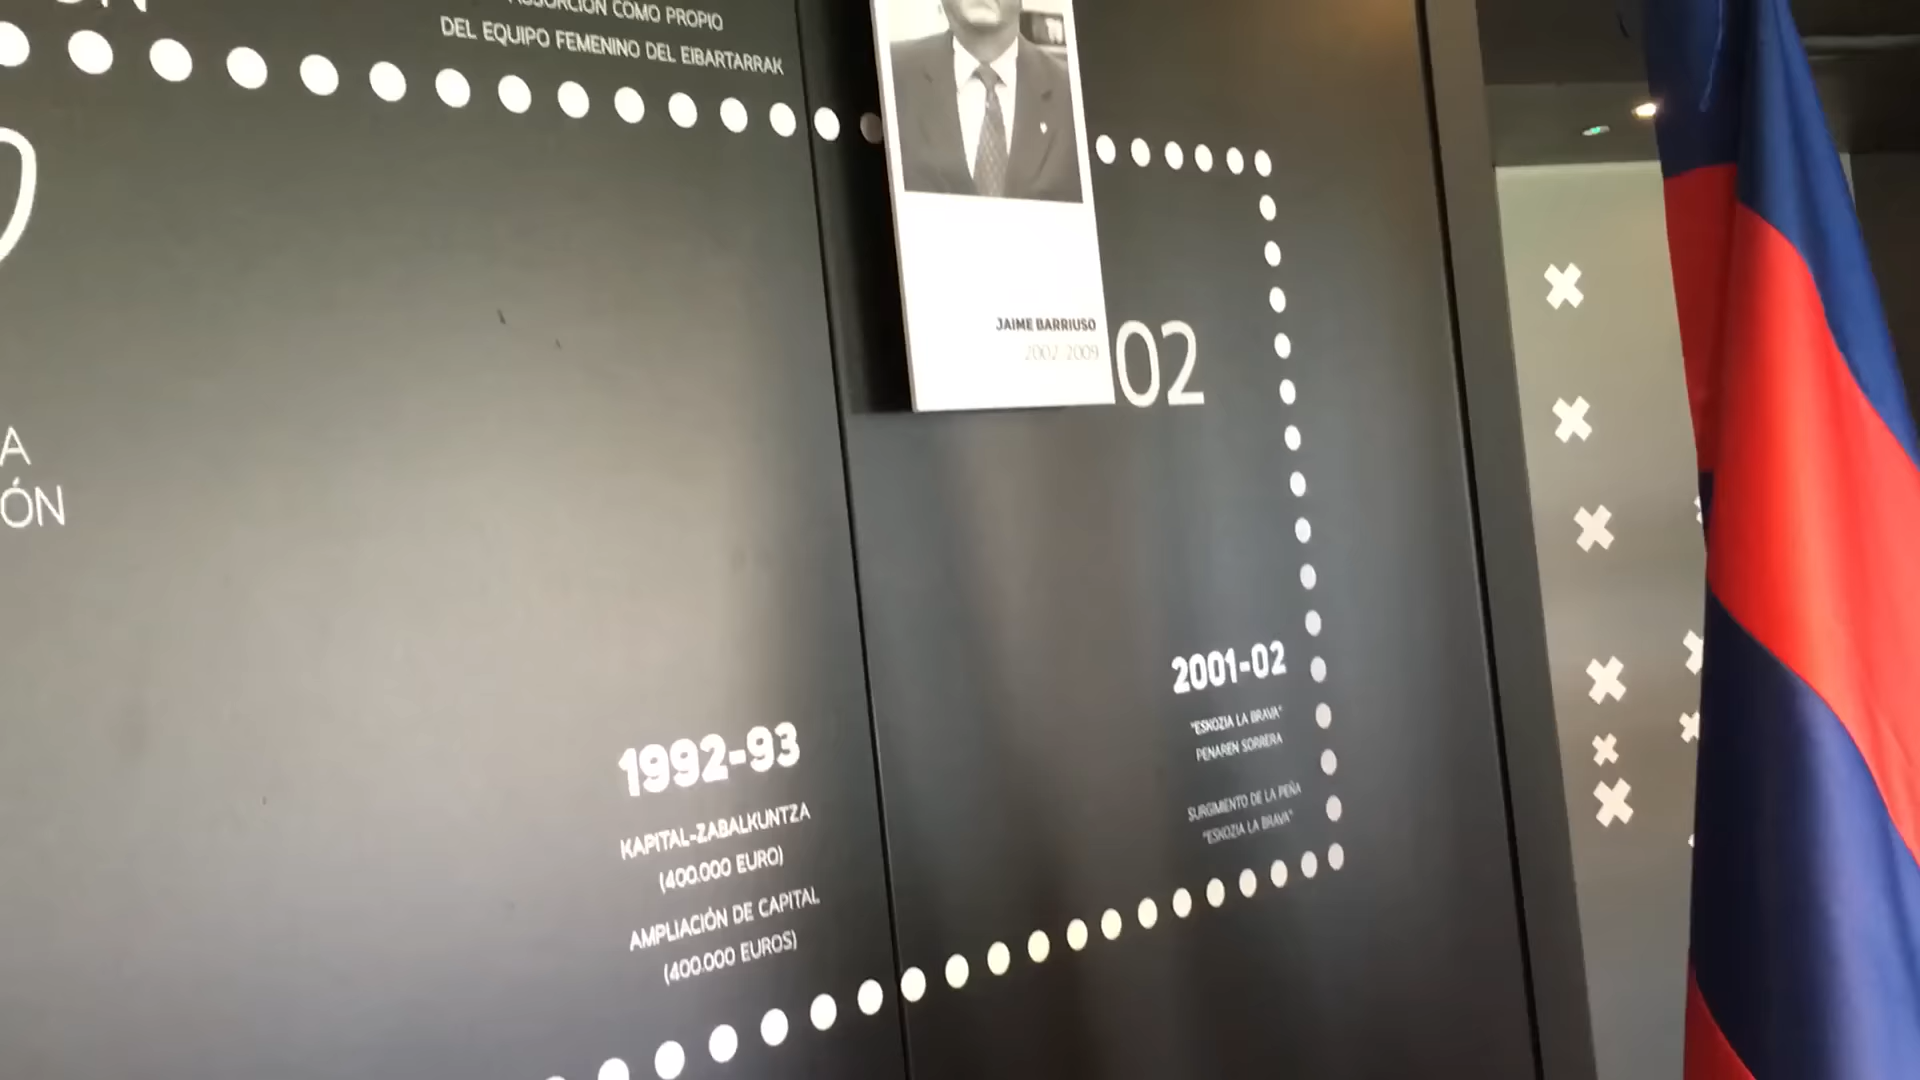 COMO PROPIO
DEL EQUIPO FEMENINO DEL EIBARTARRAK
JAIME BARRIUSO
2002-2009
02
A
ÓN
2001-02
"ESKOZIA LA BRAVA"
PEÑAREN SORRERA
SURGIMIENTO DE LA PEÑA
"ESKOZIA LA BRAVA"
1992-93
KAPITAL-ZABALKUNTZA
(400.000 EURO)
AMPLIACIÓN DE CAPITAL
(400.000 EUROS)